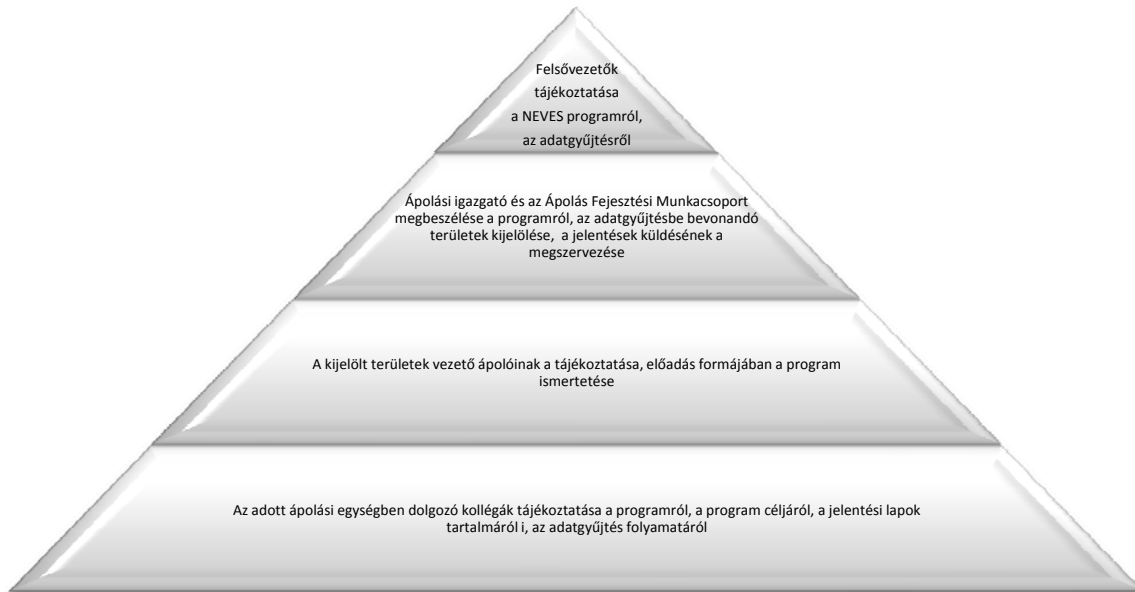 Felsővezetők
tájékoztatása
a NEVES programról,
az adatgyűjtésről
Ápolási igazgató és az Ápolás Fejesztési Munkacsoport
megbeszélése a programról, az adatgyűjtésbe bevonandó
területek kijelölése, a jelentések küldésének a
megszervezése
A kijelölt területek vezető ápolóinak a tájékoztatása, előadás formájában a program
ismertetése
Az adott ápolási egységben dolgozó kollégák tájékoztatása a programról, a program céljáról, a jelentési lapok
tartalmáról i, az adatgyűjtés folyamatáról